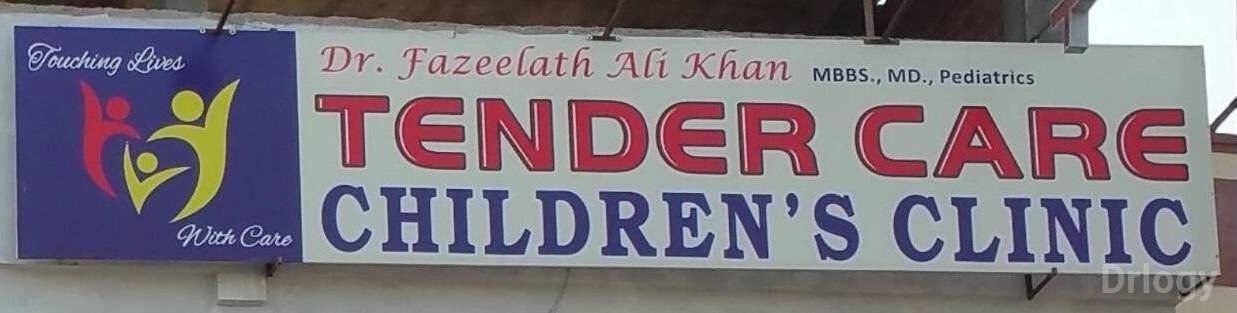 Touching Lives
With Care
Dr. Fazeelath Ali Khan MBBS., MD., Pediatrics
TENDER CARE
CHILDREN'S CLINIC
Drlogy